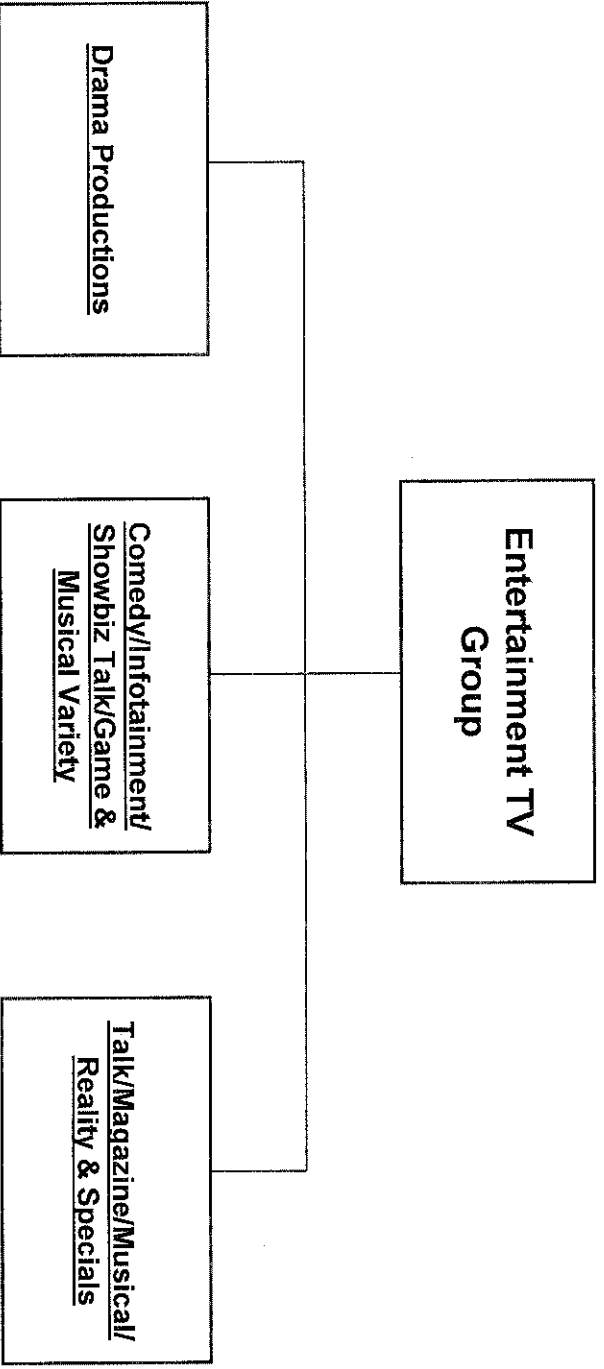 Entertainment TV
Group
Drama Productions
Comedy/Infotainment/
Showbiz Talk/Game &
Musical Variety
Talk/Magazine/Musical/
Reality & Specials